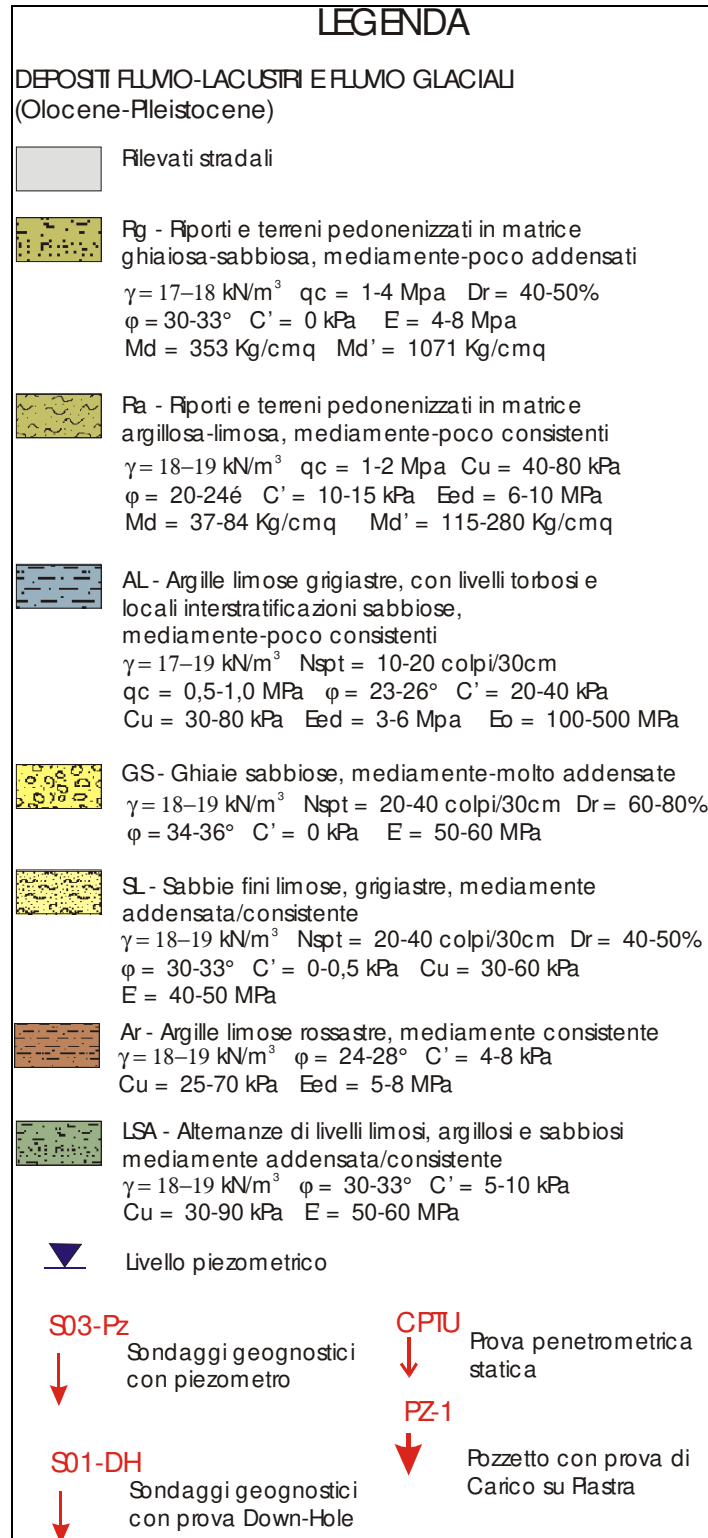 LEGENDA
DEPOSITI FLUVIO-LACUSTRI E FLUVIO GLACIALI
(Olocene-Plleistocene)
Rilevati stradali
Rg - Riporti e terreni pedonenizzati in matrice
ghiaiosa-sabbiosa, mediamente-poco addensati
γ = 17–18 kN/m³ qc = 1-4 Mpa Dr = 40-50%
φ = 30-33° C' = 0 kPa E' = 4-8 Mpa
Md = 353 Kg/cmq Md' = 1071 Kg/cmq
Ra - Riporti e terreni pedonenizzati in matrice
argillosa-limosa, mediamente-poco consistenti
γ = 18–19 kN/m³ qc = 1-2 Mpa Cu = 40-80 kPa
φ = 20-24é C' = 10-15 kPa Eed = 6-10 MPa
Md = 37-84 Kg/cmq Md' = 115-280 Kg/cmq
AL - Argille limose grigiastre, con livelli torbosi e
locali interstratificazioni sabbiose,
mediamente-poco consistenti
γ = 17–19 kN/m³ Nspt = 10-20 colpi/30cm
qc = 0,5-1,0 MPa φ = 23-26° C' = 20-40 kPa
Cu = 30-80 kPa Eed = 3-6 Mpa Eo = 100-500 MPa
GS - Ghiaie sabbiose, mediamente-molto addensate
γ = 18–19 kN/m³ Nspt = 20-40 colpi/30cm Dr = 60-80%
φ = 34-36° C' = 0 kPa E' = 50-60 MPa
SL - Sabbie fini limose, grigiastre, mediamente
addensata/consistente
γ = 18–19 kN/m³ Nspt = 20-40 colpi/30cm Dr = 40-50%
φ = 30-33° C' = 0-0,5 kPa Cu = 30-60 kPa
E' = 40-50 MPa
Ar - Argille limose rossastre, mediamente consistente
γ = 18–19 kN/m³ φ = 24-28° C' = 4-8 kPa
Cu = 25-70 kPa Eed = 5-8 MPa
LSA - Alternanze di livelli limosi, argillosi e sabbiosi
mediamente addensata/consistente
γ = 18–19 kN/m³ φ = 30-33° C' = 5-10 kPa
Cu = 30-90 kPa E' = 50-60 MPa
Livello piezometrico
S03-Pz
Sondaggi geognostici
con piezometro
CPTU
Prova penetrometrica
statica
PZ-1
Pozzetto con prova di
Carico su Piastra
S01-DH
Sondaggi geognostici
con prova Down-Hole